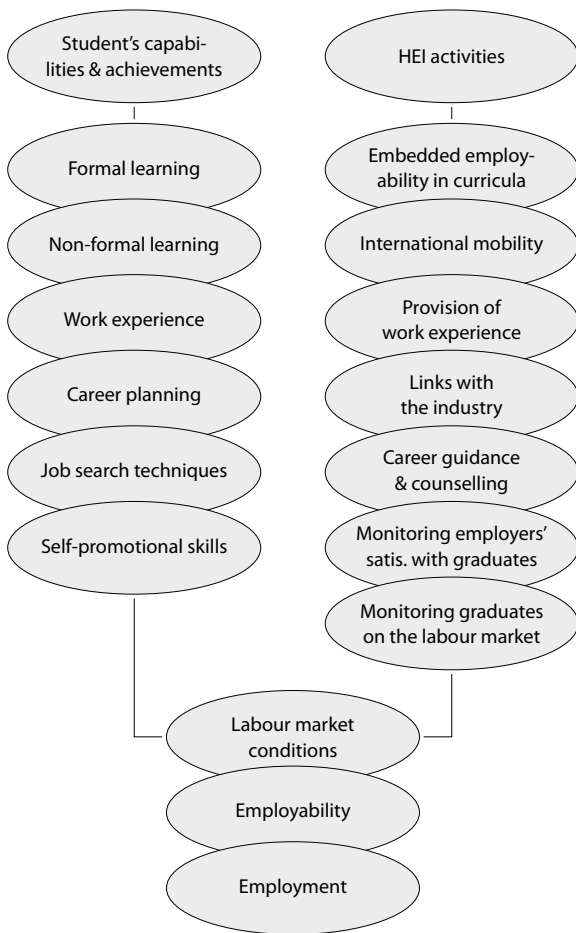 Student’s capabi-
lities & achievements
Formal learning
Non-formal learning
Work experience
Career planning
Job search techniques
Self-promotional skills
HEI activities
Embedded employ-
ability in curricula
International mobility
Provision of
work experience
Links with
the industry
Career guidance
& counselling
Monitoring employers’
satis. with graduates
Monitoring graduates
on the labour market
Labour market
conditions
Employability
Employment